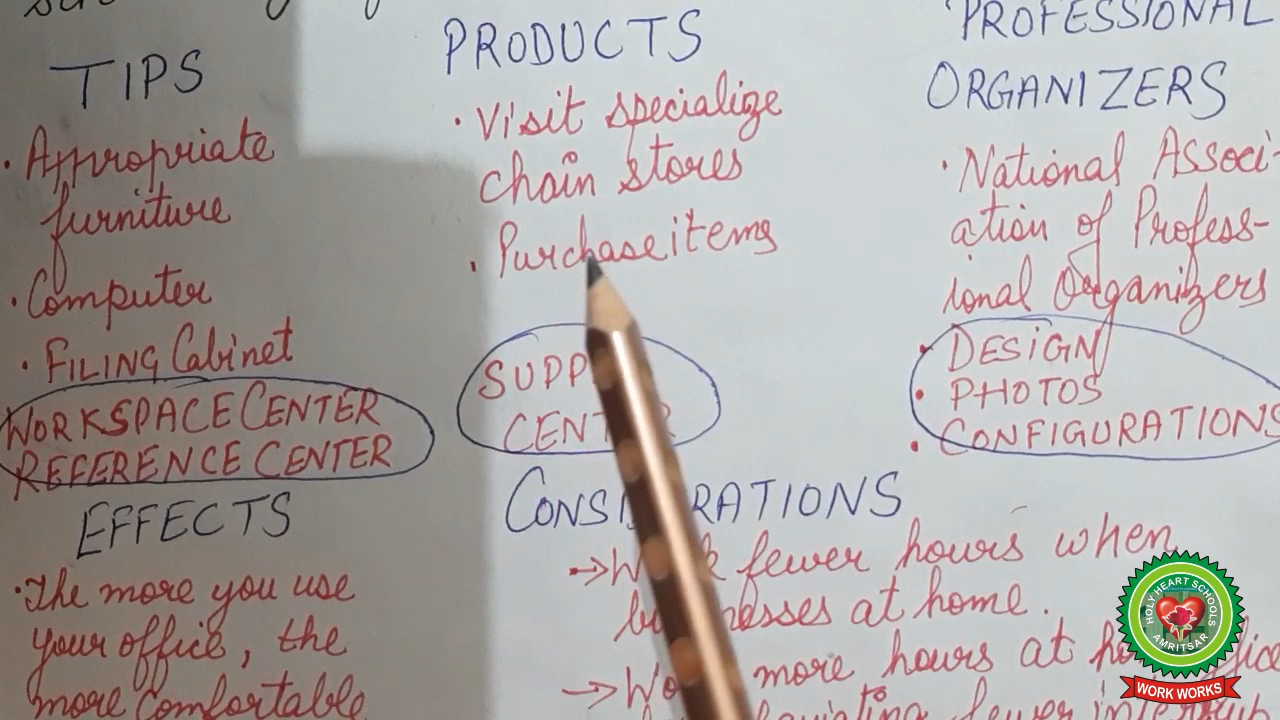 TIPS
• Appropriate
furniture
• Computer
• FILING Cabinet
WORKSPACE CENTER
REFERENCE CENTER
PRODUCTS
• Visit specialize
chain stores
• Purchase items
SUPP
CENT
PROFESSIONAL
ORGANIZERS
• National Associ-
ation of Profess-
ional Organizers
• DESIGN
• PHOTOS
• CONFIGURATIONS
EFFECTS
• The more you use
your office, the
more comfortable
CONSI RATIONS
→ fewer hours when
at home.
→ more hours at
fewer
HOLY HEART SCHOOLS
AMRITSAR
WORK WORKS